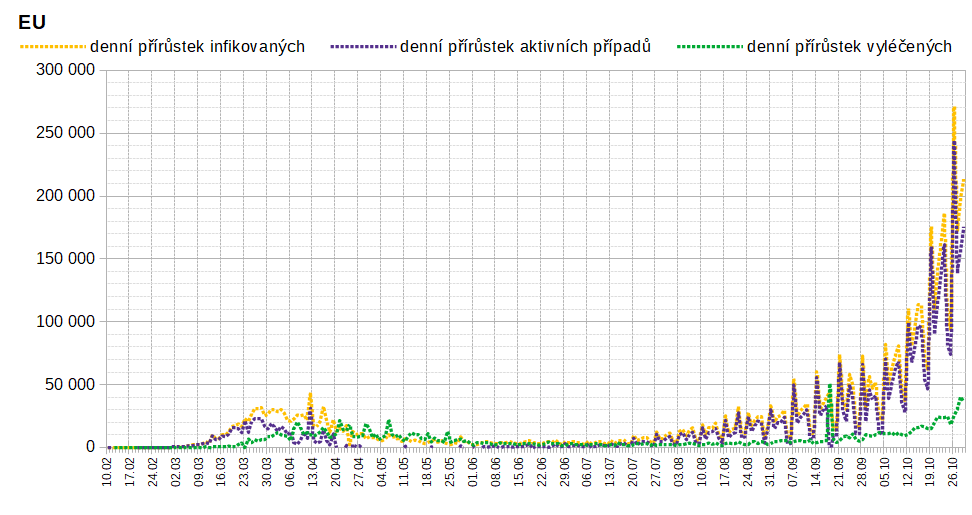 EU
denní přírůstek infikovaných denní přírůstek aktivních případů denní přírůstek vyléčených
300 000
250 000
200 000
150 000
100 000
50 000
0
10.02 17.02 24.02 02.03 09.03 16.03 23.03 30.03 06.04 13.04 20.04 27.04 04.05 11.05 18.05 25.05 01.06 08.06 15.06 22.06 29.06 06.07 13.07 20.07 27.07 03.08 10.08 17.08 24.08 31.08 07.09 14.09 21.09 28.09 05.10 12.10 19.10 26.10